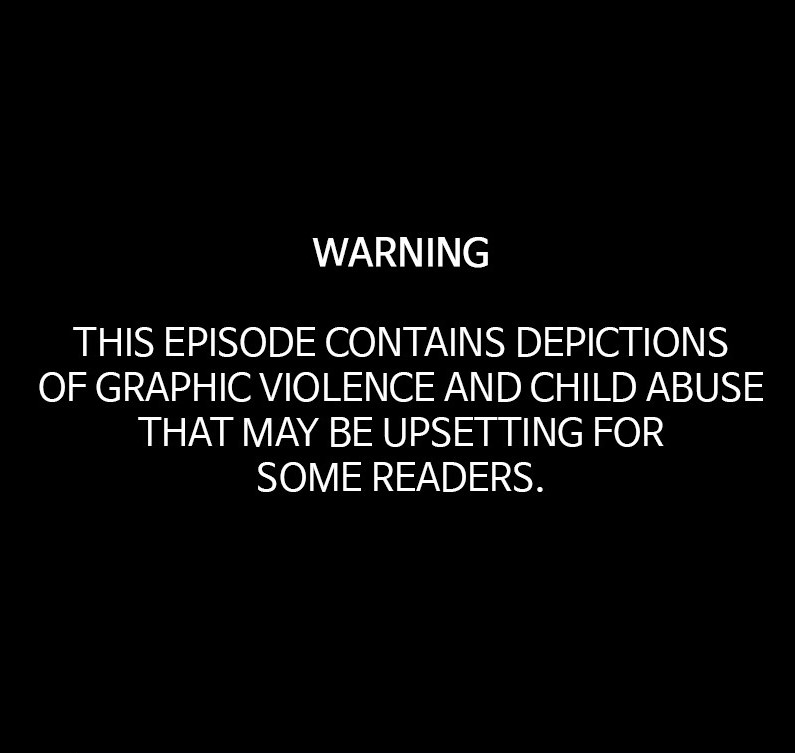 WARNING
THIS EPISODE CONTAINS DEPICTIONS
OF GRAPHIC VIOLENCE AND CHILD ABUSE
THAT MAY BE UPSETTING FOR
SOME READERS.